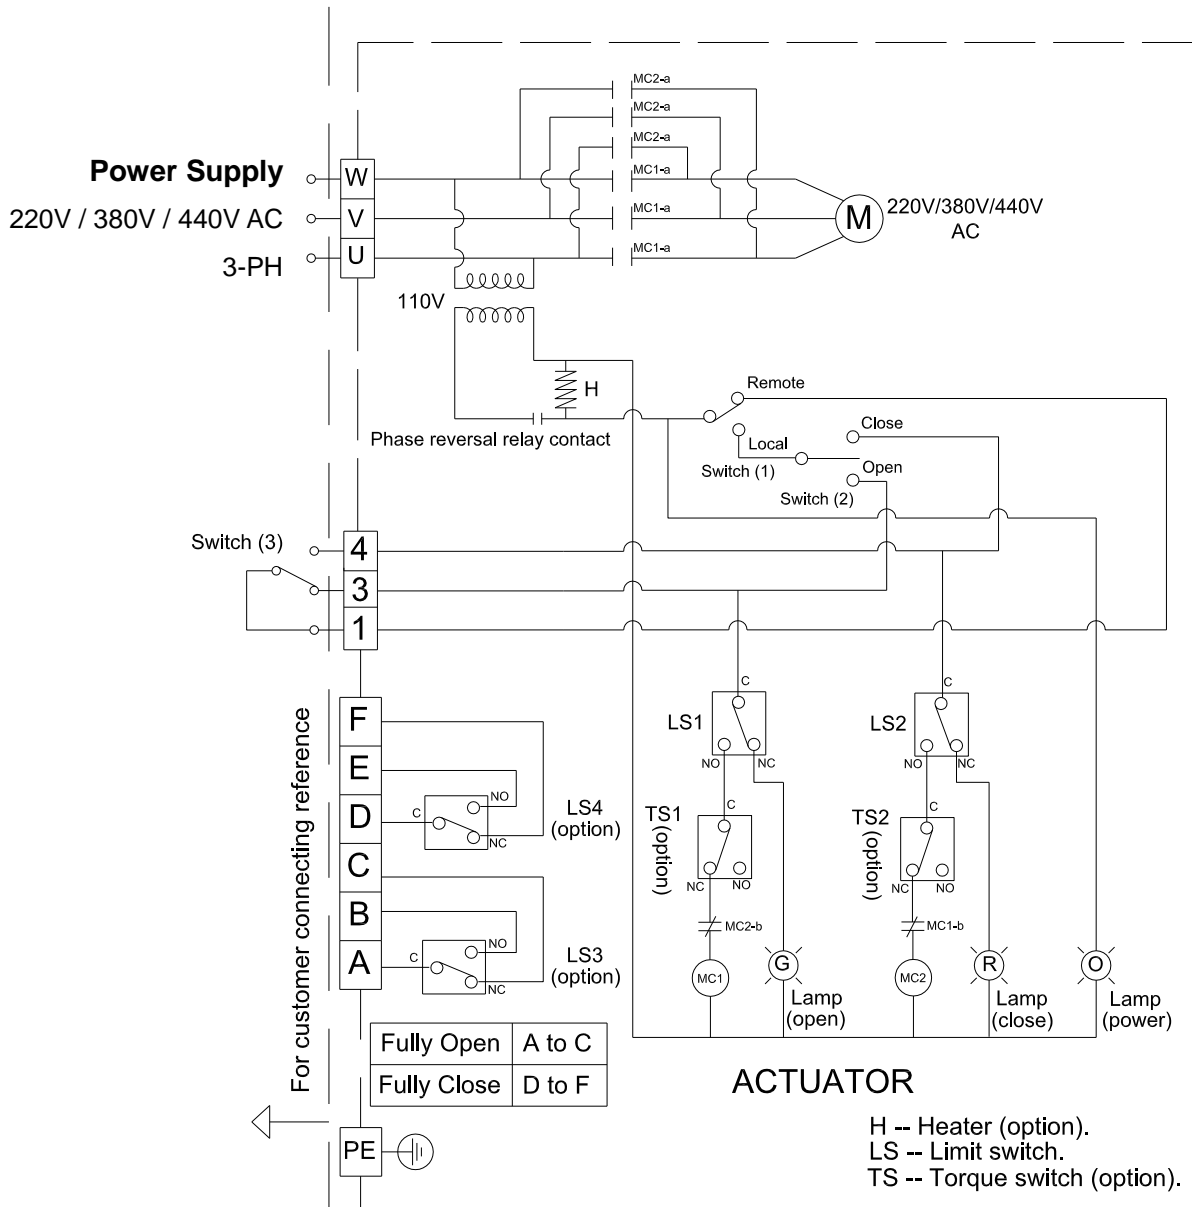 MC2-a
MC2-a
MC2-a
Power Supply
W
MC1-a
220V / 380V / 440V AC
V
MC1-a
M
220V/380V/440V
AC
3-PH
U
MC1-a
110V
H
Remote
Phase reversal relay contact
Close
Local
Switch (1)
Open
Switch (2)
Switch (3)
4
3
1
C
C
LS1
LS2
NO
NC
NO
NC
F
E
NO
D
C
LS4
(option)
NC
C
B
NO
A
C
LS3
(option)
NC
For customer connecting reference
C
C
TS1
(option)
TS2
(option)
NC
NO
NC
NO
MC2-b
MC1-b
MC1
G
MC2
R
O
Lamp
(open)
Lamp
(close)
Lamp
(power)
Fully Open
A to C
Fully Close
D to F
ACTUATOR
PE
H -- Heater (option).
LS -- Limit switch.
TS -- Torque switch (option).